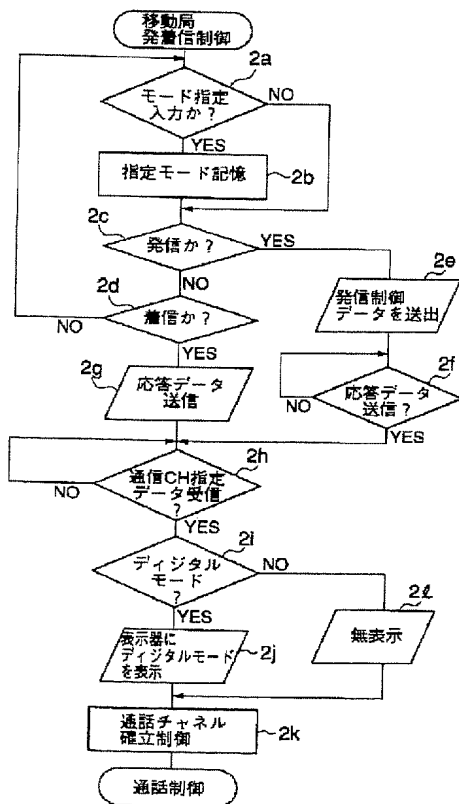 移動局
発着信制御
2a
モード指定
入力か?
NO
YES
指定モード記憶
2b
2c
発信か?
YES
NO
2d
2e
発信制御
データを送出
着信か?
NO
YES
2f
2g
応答データ
送信
応答データ
送信?
NO
YES
2h
通信CH指定
データ受信
?
NO
YES
2i
ディジタル
モード
?
NO
YES
2ℓ
表示器に
ディジタルモード
を表示
2j
無表示
通話チャネル
確立制御
2k
通話制御